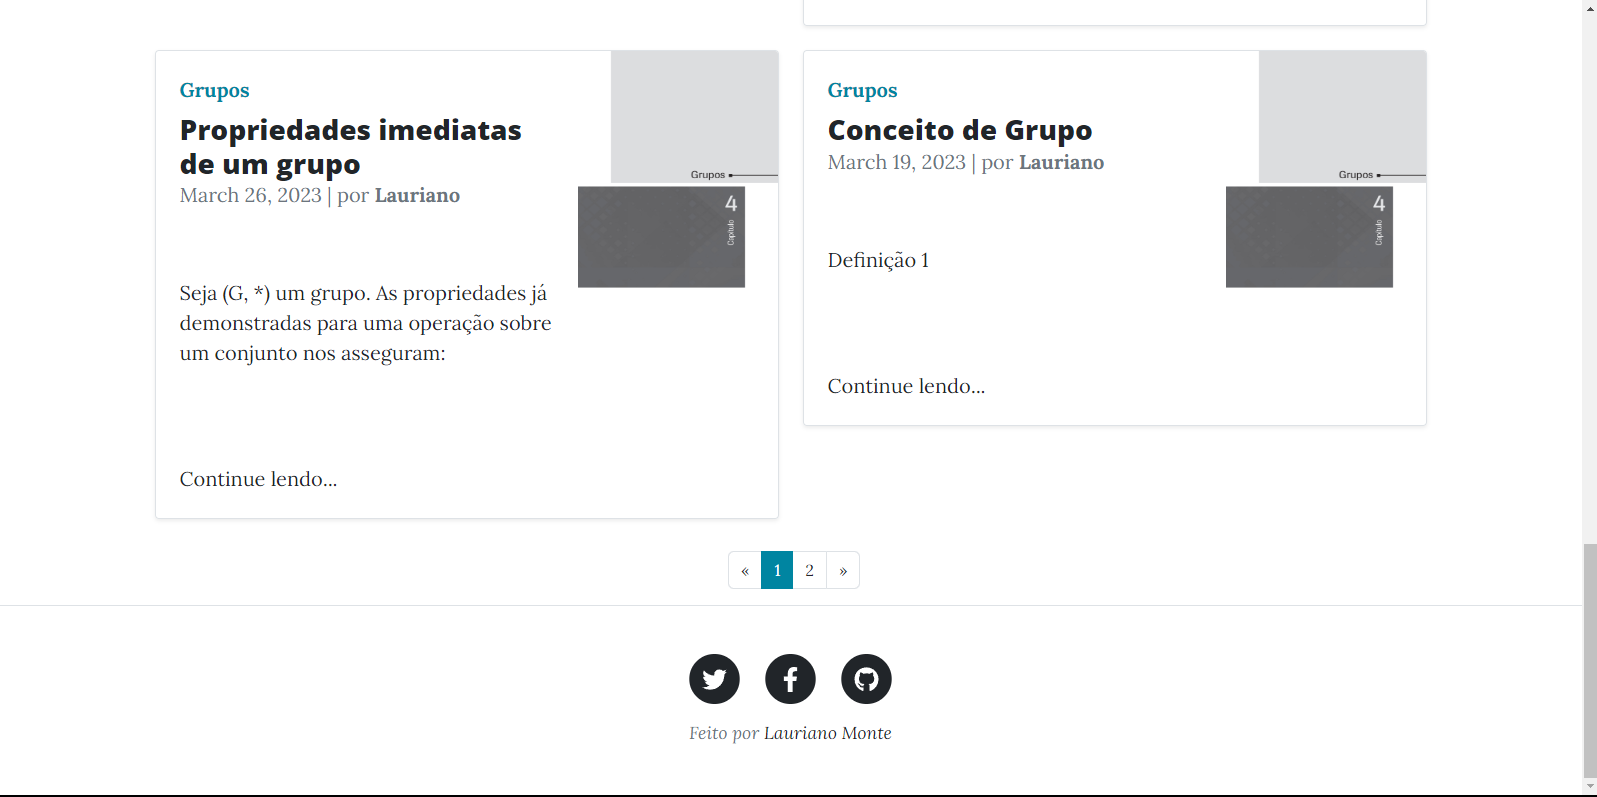 Grupos
Propriedades imediatas
de um grupo
March 26, 2023 | por Lauriano
Seja (G, *) um grupo. As propriedades já
demonstradas para uma operação sobre
um conjunto nos asseguram:
Continue lendo...
Grupos
4
Capítulo
Grupos
Conceito de Grupo
March 19, 2023 | por Lauriano
Definição 1
Continue lendo...
Grupos
4
Capítulo
« 1 2 »
Feito por Lauriano Monte